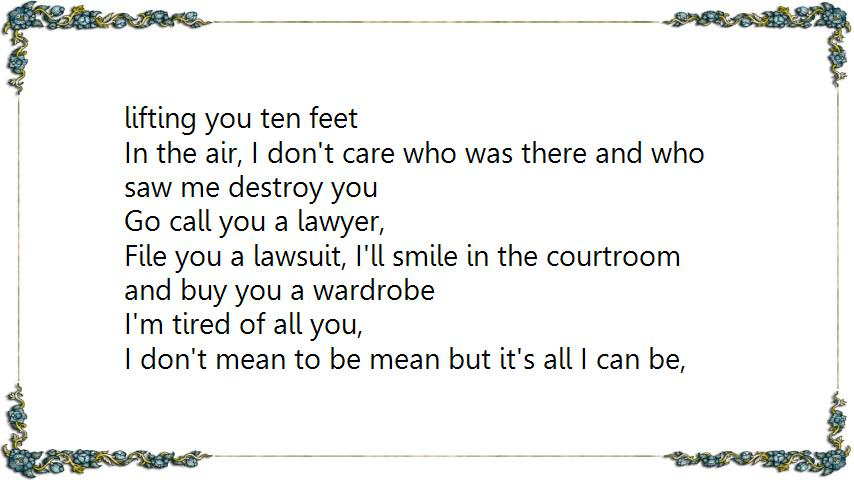 lifting you ten feet
In the air, I don't care who was there and who
saw me destroy you
Go call you a lawyer,
File you a lawsuit, I'll smile in the courtroom
and buy you a wardrobe
I'm tired of all you,
I don't mean to be mean but it's all I can be,